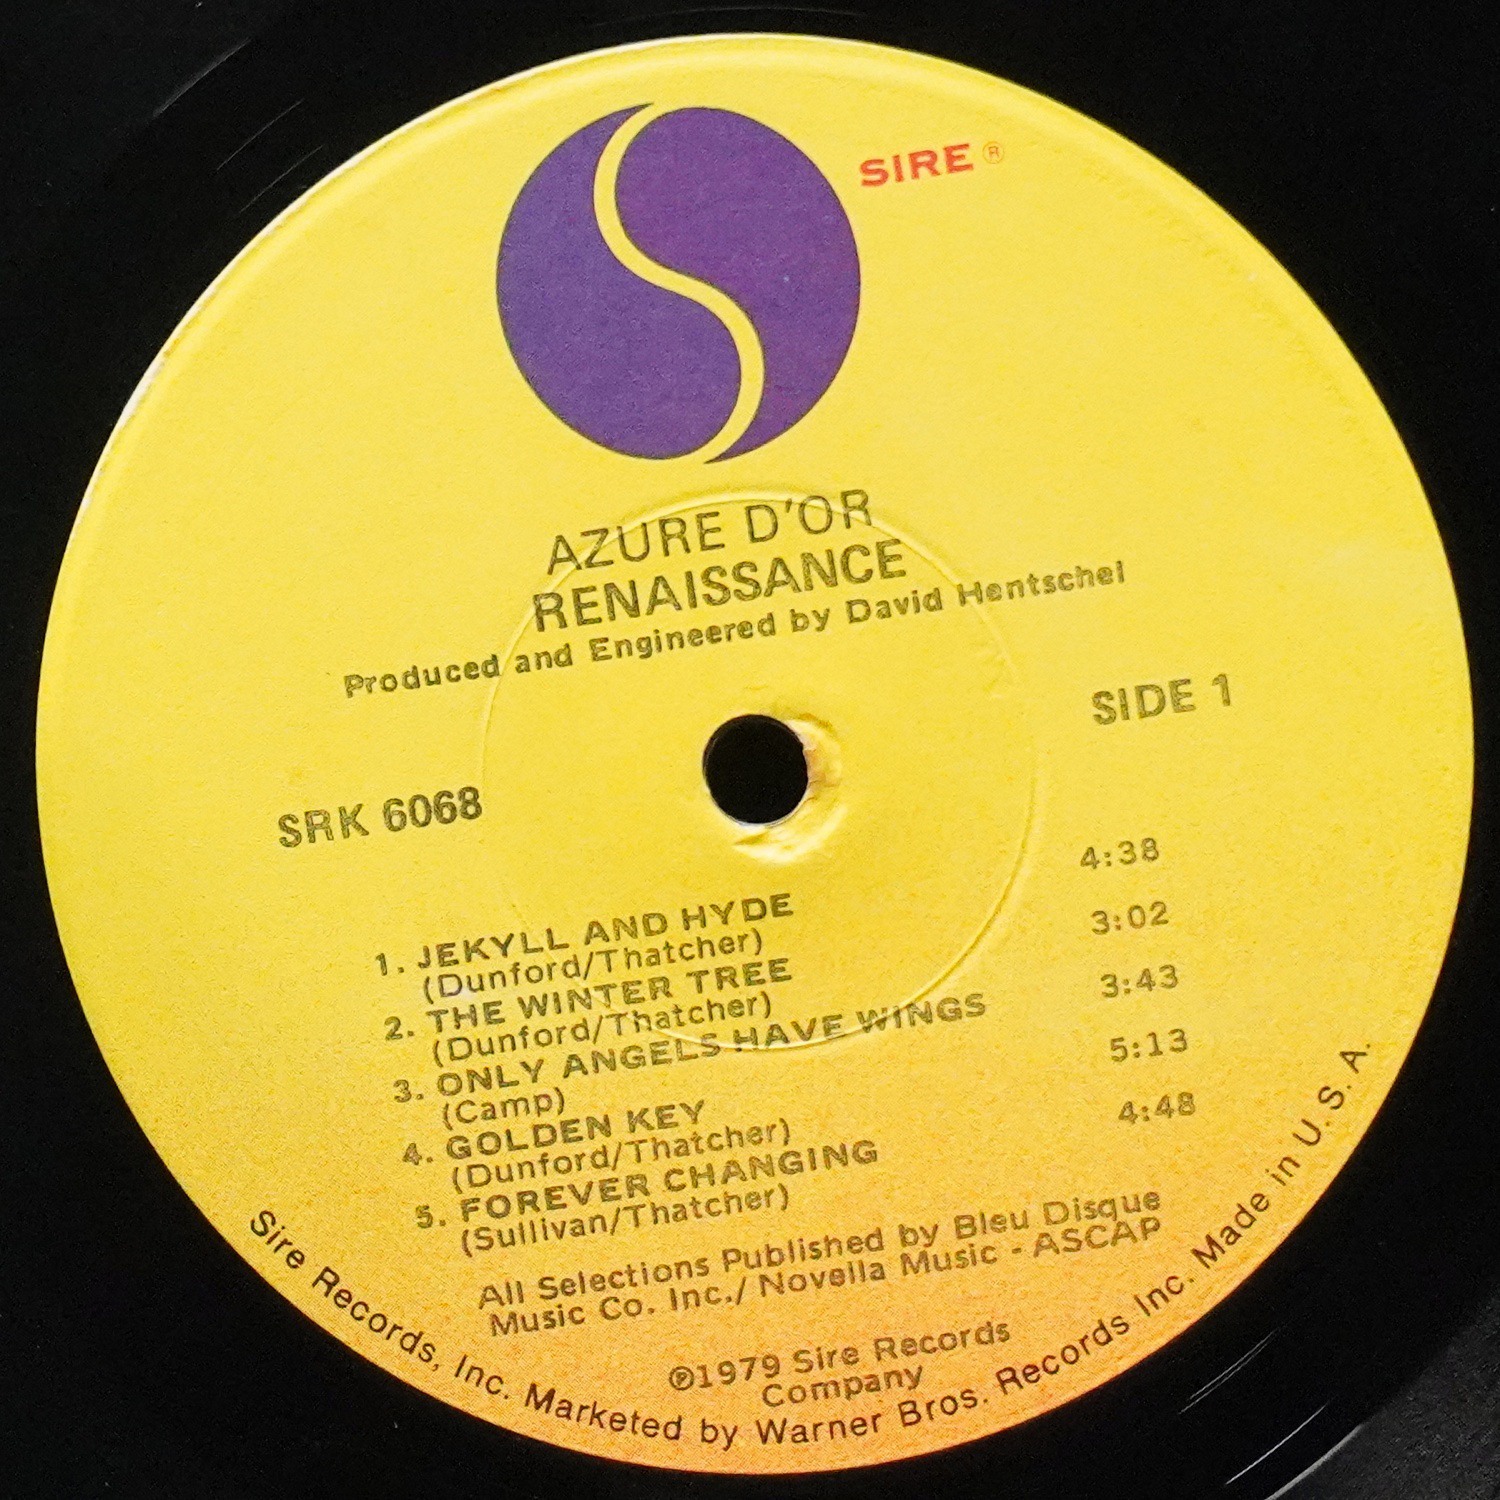 SIRE ®
AZURE D'OR
RENAISSANCE
Produced and Engineered by David Hentschel
SIDE 1
SRK 6068
1. JEKYLL AND HYDE 4:38
(Dunford/Thatcher)
2. THE WINTER TREE 3:02
(Dunford/Thatcher)
3. ONLY ANGELS HAVE WINGS 3:43
(Camp)
4. GOLDEN KEY 5:13
(Dunford/Thatcher)
5. FOREVER CHANGING 4:48
(Sullivan/Thatcher)
All Selections Published by Bleu Disque
Music Co. Inc./ Novella Music - ASCAP
℗1979 Sire Records
Company
Sire Records, Inc. Marketed by Warner Bros. Records Inc. Made in U.S.A.